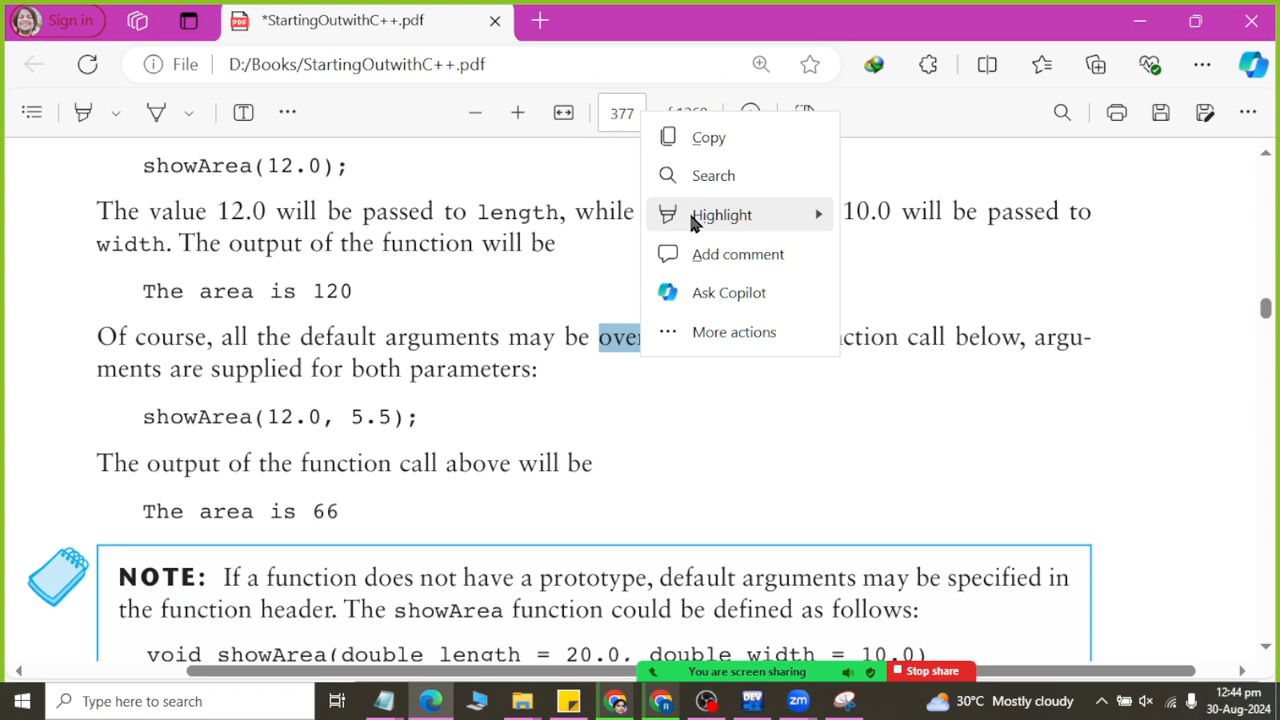 Sign in
*StartingOutwithC++.pdf
File
D:/Books/StartingOutwithC++.pdf
377
showArea(12.0);
The value 12.0 will be passed to length, while
10.0 will be passed to
width. The output of the function will be
The area is 120
Of course, all the default arguments may be
call below, argu-
ments are supplied for both parameters:
showArea(12.0, 5.5);
The output of the function call above will be
The area is 66
NOTE: If a function does not have a prototype, default arguments may be specified in
the function header. The showArea function could be defined as follows:
void showArea(double length = 20.0, double width = 10.0)
Copy
Search
Highlight
Add comment
Ask Copilot
More actions
You are screen sharing
Stop share
Type here to search
DEV
zm
30°C Mostly cloudy
12:44 pm
30-Aug-2024